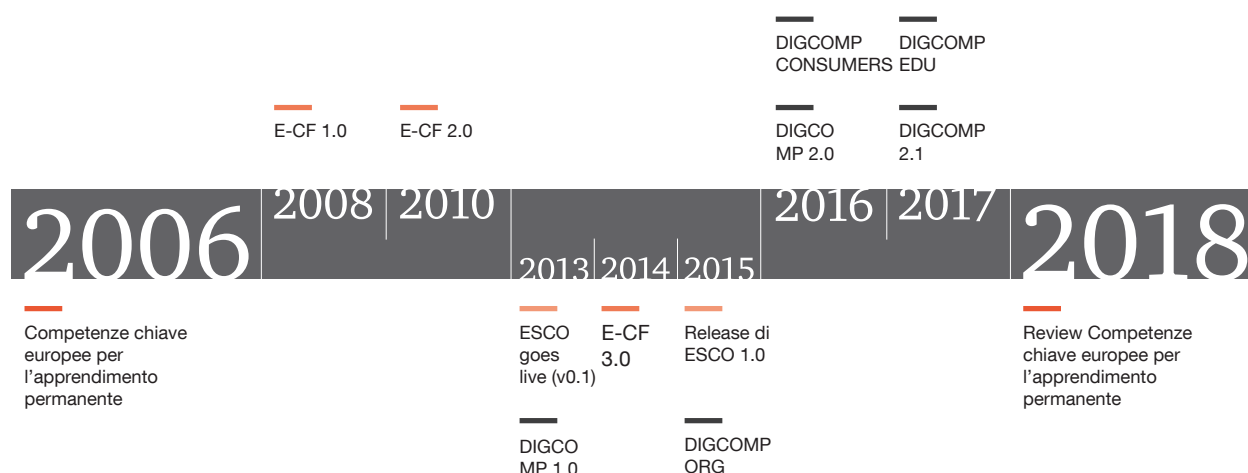 DIGCOMP
CONSUMERS
DIGCOMP
EDU
E-CF 1.0
E-CF 2.0
DIGCO
MP 2.0
DIGCOMP
2.1
2006
2008
2010
2013
2014
2015
2016
2017
2018
Competenze chiave
europee per
l’apprendimento
permanente
ESCO
goes
live (v0.1)
E-CF
3.0
Release di
ESCO 1.0
Review Competenze
chiave europee per
l’apprendimento
permanente
DIGCO
MP 1.0
DIGCOMP
ORG